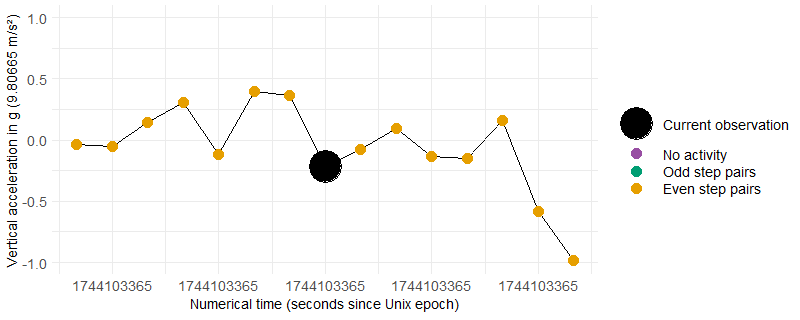 Vertical acceleration in g (9.80665 m/s²)
1.0
0.5
0.0
-0.5
-1.0
1744103365 1744103365 1744103365 1744103365 1744103365
Numerical time (seconds since Unix epoch)
Current observation
No activity
Odd step pairs
Even step pairs